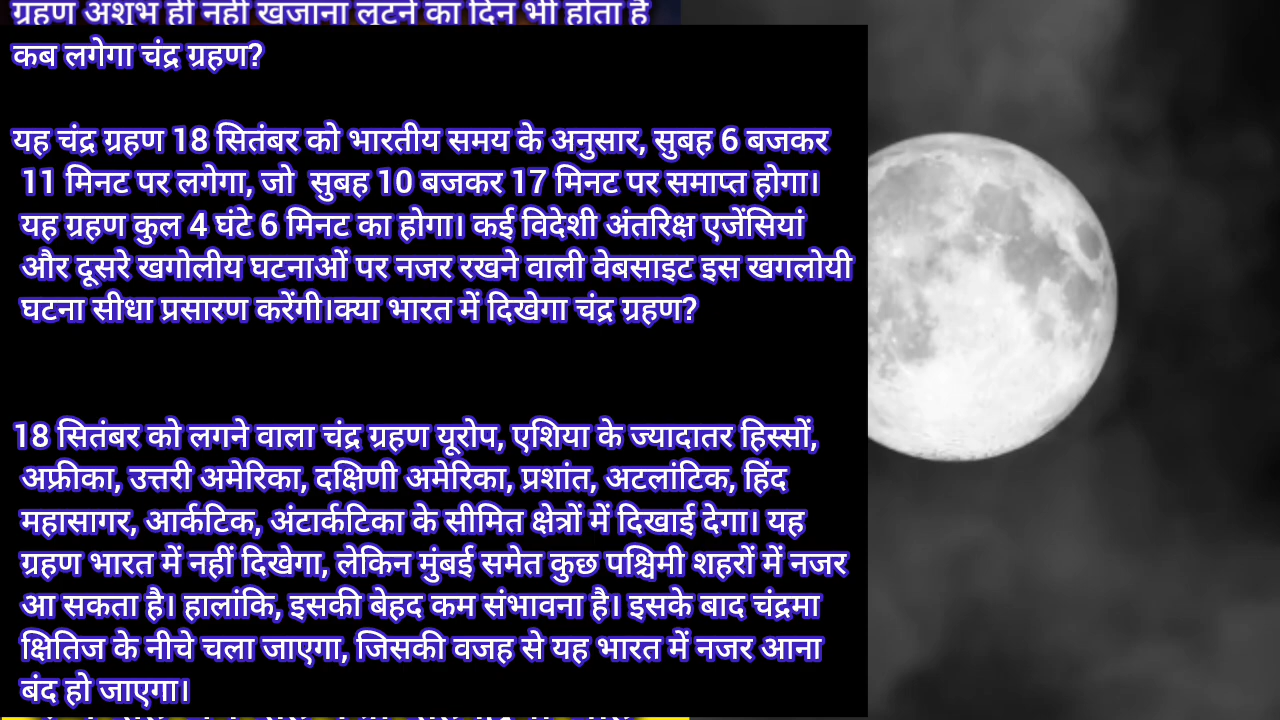 ग्रहण अशुभ ही नहीं खजाना लूटने का दिन भी होता है
कब लगेगा चंद्र ग्रहण?
यह चंद्र ग्रहण 18 सितंबर को भारतीय समय के अनुसार, सुबह 6 बजकर
11 मिनट पर लगेगा, जो सुबह 10 बजकर 17 मिनट पर समाप्त होगा।
यह ग्रहण कुल 4 घंटे 6 मिनट का होगा। कई विदेशी अंतरिक्ष एजेंसियां
और दूसरे खगोलीय घटनाओं पर नजर रखने वाली वेबसाइट इस खगलोयी
घटना सीधा प्रसारण करेंगी।क्या भारत में दिखेगा चंद्र ग्रहण?
18 सितंबर को लगने वाला चंद्र ग्रहण यूरोप, एशिया के ज्यादातर हिस्सों,
अफ्रीका, उत्तरी अमेरिका, दक्षिणी अमेरिका, प्रशांत, अटलांटिक, हिंद
महासागर, आर्कटिक, अंटार्कटिका के सीमित क्षेत्रों में दिखाई देगा। यह
ग्रहण भारत में नहीं दिखेगा, लेकिन मुंबई समेत कुछ पश्चिमी शहरों में नजर
आ सकता है। हालांकि, इसकी बेहद कम संभावना है। इसके बाद चंद्रमा
क्षितिज के नीचे चला जाएगा, जिसकी वजह से यह भारत में नजर आना
बंद हो जाएगा।